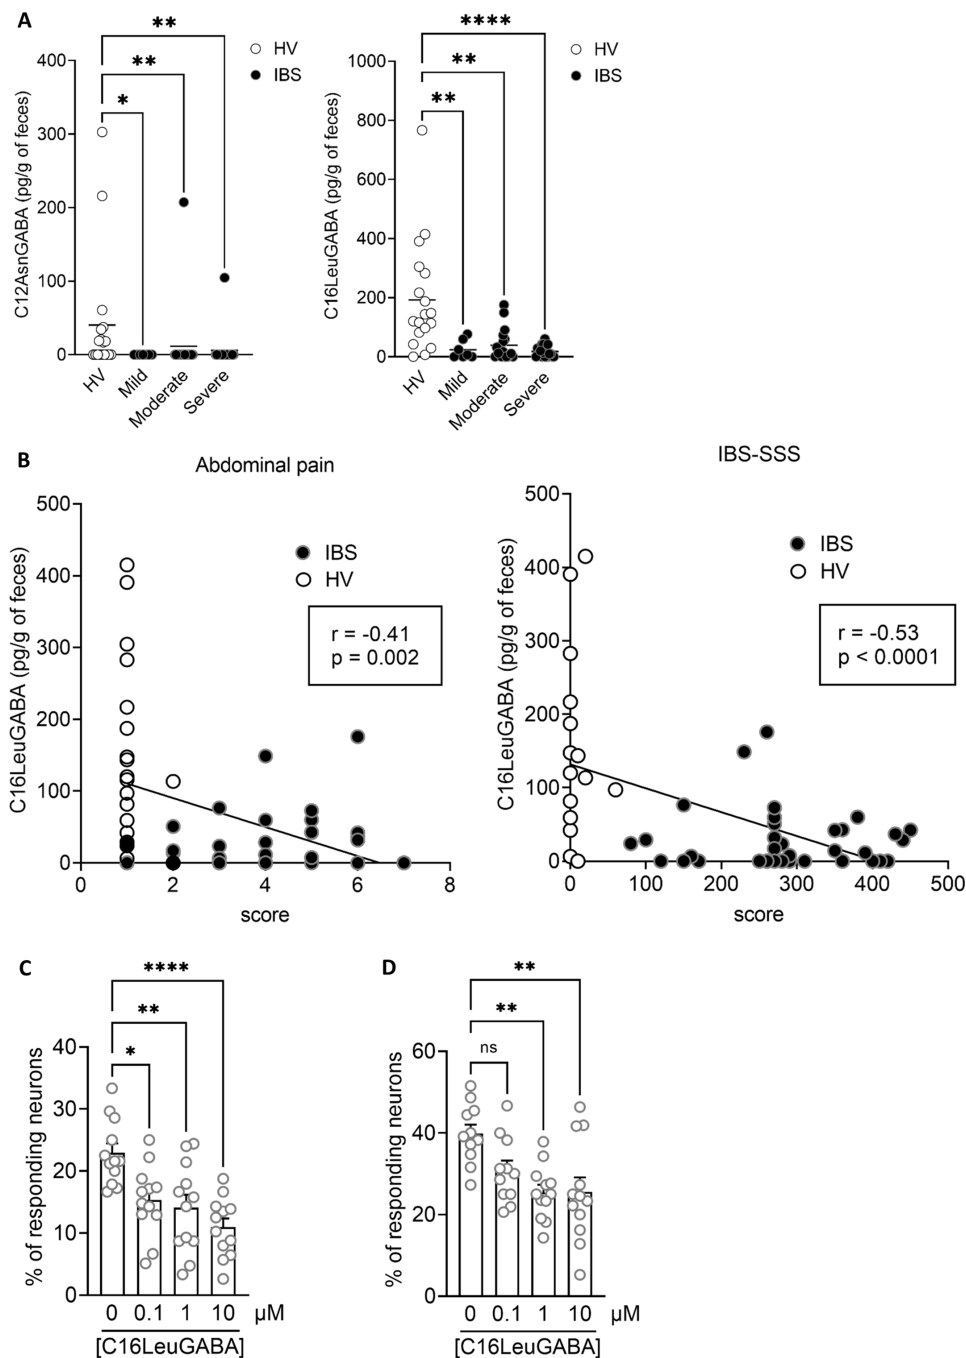 A
C12AsnGABA (pg/g of feces)
400
300
200
100
0
**
**
*
HV
IBS
HV
Mild
Moderate
Severe
C16LeuGABA (pg/g of feces)
1000
800
600
400
200
0
****
**
**
HV
IBS
HV
Mild
Moderate
Severe
B
Abdominal pain
C16LeuGABA (pg/g of feces)
500
400
300
200
100
0
IBS
HV
r = -0.41
p = 0.002
0 2 4 6 8
score
IBS-SSS
C16LeuGABA (pg/g of feces)
500
400
300
200
100
0
IBS
HV
r = -0.53
p < 0.0001
0 100 200 300 400 500
score
C
% of responding neurons
40
30
20
10
0
****
**
*
0 0.1 1 10 µM
[C16LeuGABA]
D
% of responding neurons
60
40
20
0
**
**
ns
0 0.1 1 10 µM
[C16LeuGABA]